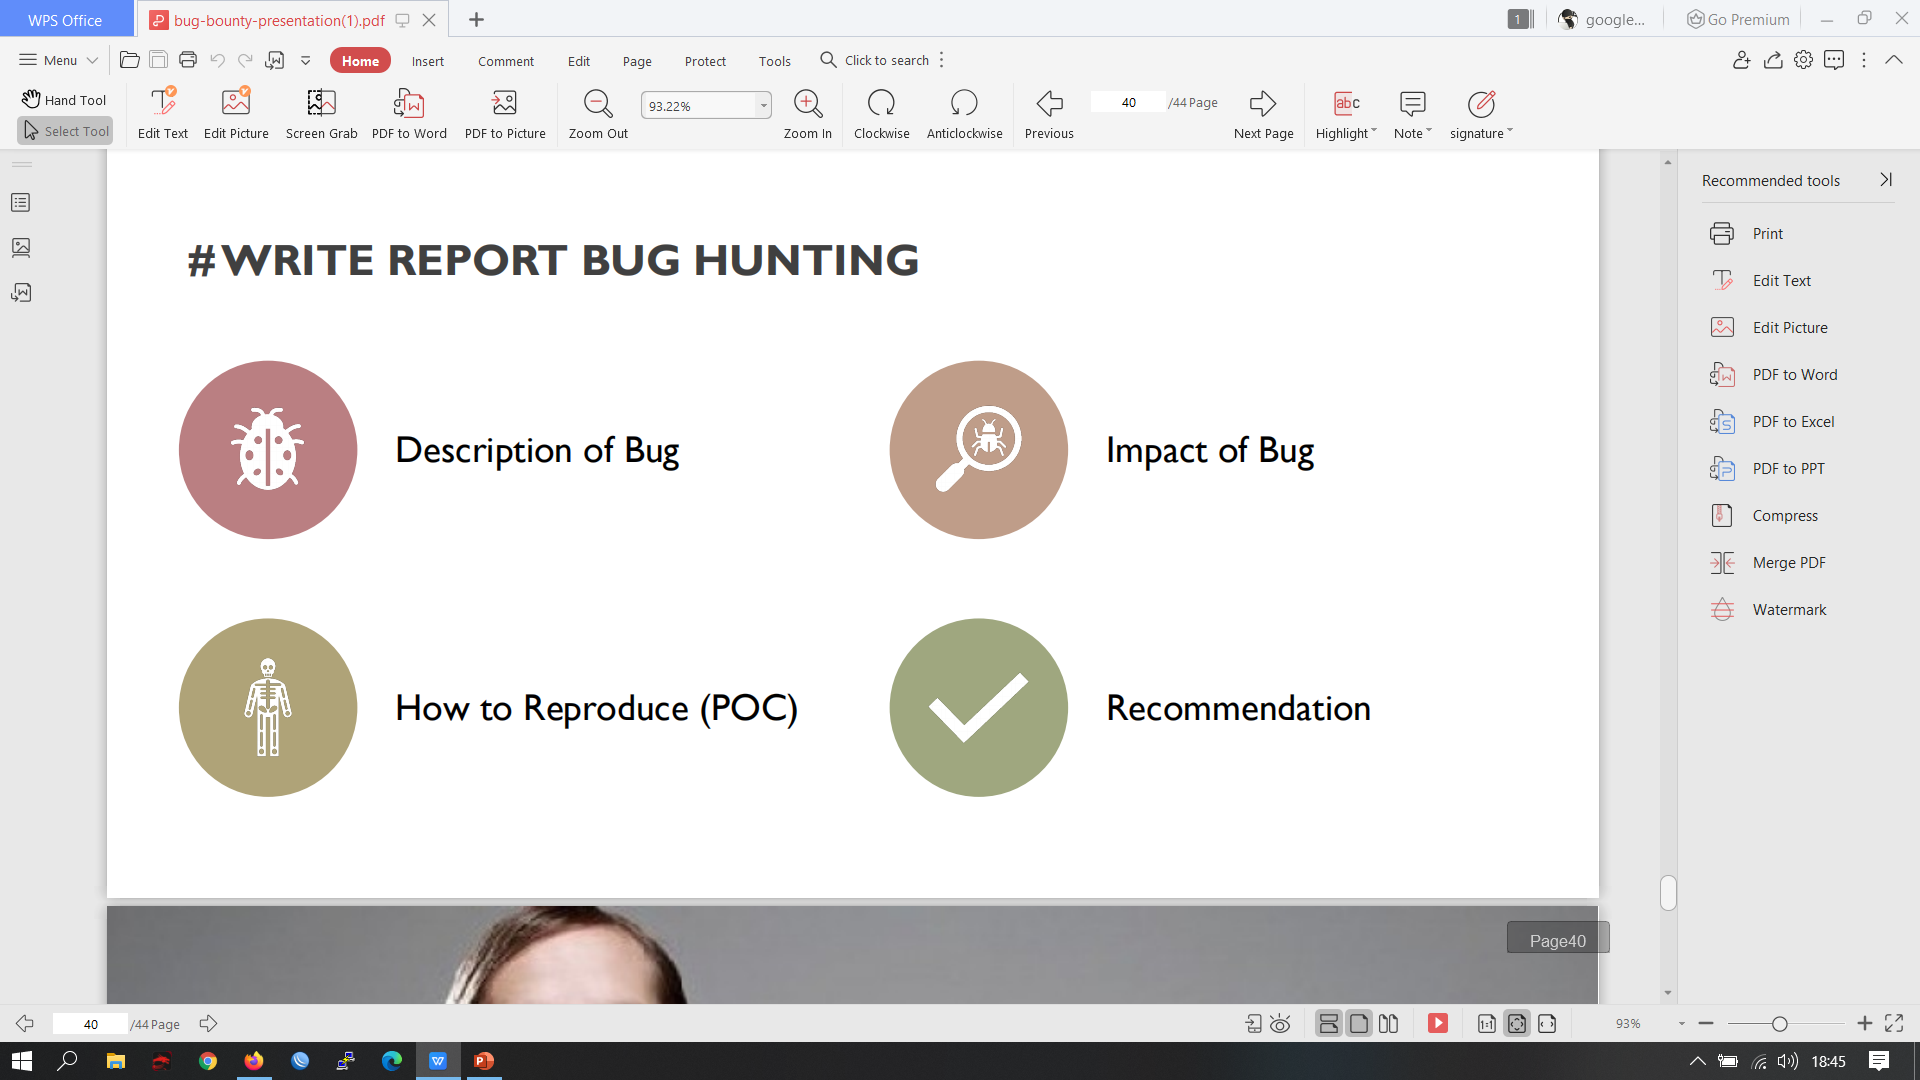 WPS Office
bug-bounty-presentation(1).pdf
1
google...
Go Premium
Menu
Home
Insert
Comment
Edit
Page
Protect
Tools
Click to search
Hand Tool
Select Tool
Edit Text
Edit Picture
Screen Grab
PDF to Word
PDF to Picture
Zoom Out
93.22%
Zoom In
Clockwise
Anticlockwise
Previous
40 /44 Page
Next Page
Highlight
Note
signature
Recommended tools
Print
Edit Text
Edit Picture
PDF to Word
PDF to Excel
PDF to PPT
Compress
Merge PDF
Watermark
#WRITE REPORT BUG HUNTING
Description of Bug
Impact of Bug
How to Reproduce (POC)
Recommendation
Page40
40 /44 Page
93%
18:45